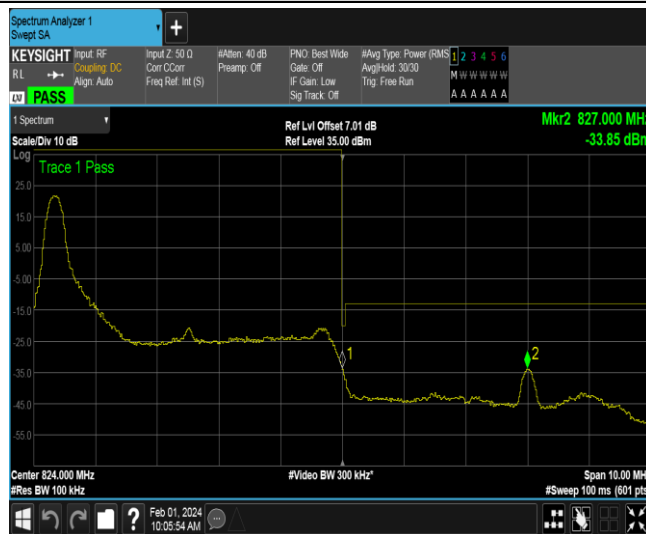 Spectrum Analyzer 1
Swept SA
+
KEYSIGHT
RL
LXI PASS
Input: RF
Coupling: DC
Align: Auto
Input Z: 50 Ω
Corr CCorr
Freq Ref: Int (S)
#Atten: 40 dB
Preamp: Off
PNO: Best Wide
Gate: Off
IF Gain: Low
Sig Track: Off
#Avg Type: Power (RMS
Avg|Hold: 30/30
Trig: Free Run
1 2 3 4 5 6
M W W W W W
A A A A A A
1 Spectrum
Scale/Div 10 dB
Ref Lvl Offset 7.01 dB
Ref Level 35.00 dBm
Mkr2 827.000 MHz
-33.85 dBm
Log
Trace 1 Pass
25.0
15.0
5.00
-5.00
-15.0
-25.0
-35.0
-45.0
-55.0
1
2
Center 824.000 MHz
#Res BW 100 kHz
#Video BW 300 kHz*
Span 10.00 MH
#Sweep 100 ms (601 pts
?
Feb 01, 2024
10:05:54 AM